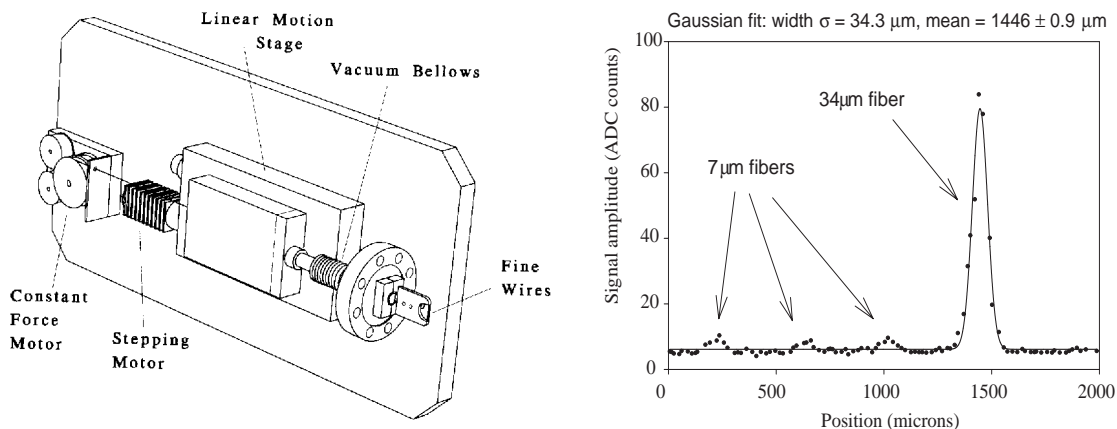 Linear Motion
Stage
Vacuum Bellows
Fine
Wires
Constant
Force
Motor
Stepping
Motor
Gaussian fit: width σ = 34.3 μm, mean = 1446 ± 0.9 μm
100
80
60
40
20
0
Signal amplitude (ADC counts)
34μm fiber
7μm fibers
0 500 1000 1500 2000
Position (microns)